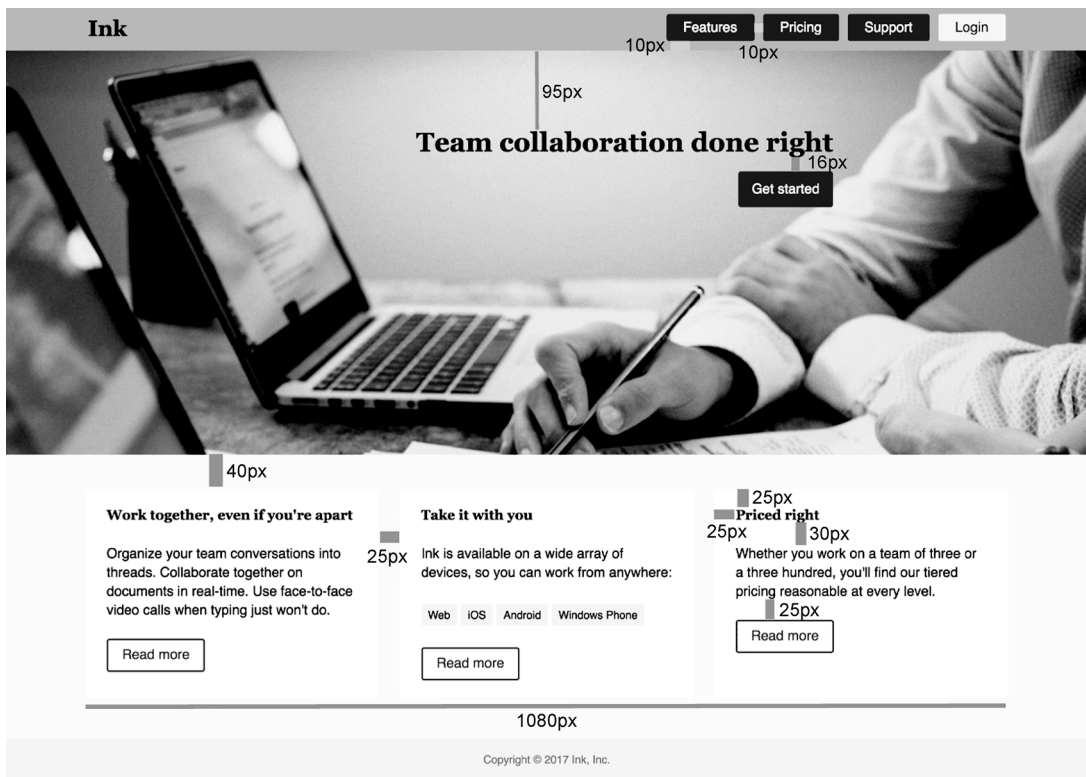 Ink
Features Pricing Support Login
10px
10px
95px
Team collaboration done right
16px
Get started
40px
Work together, even if you're apart
Organize your team conversations into
threads. Collaborate together on
documents in real-time. Use face-to-face
video calls when typing just won't do.
Read more
25px
Take it with you
Ink is available on a wide array of
devices, so you can work from anywhere:
Web iOS Android Windows Phone
Read more
25px
Priced right
25px
30px
Whether you work on a team of three or
a three hundred, you'll find our tiered
pricing reasonable at every level.
25px
Read more
1080px
Copyright © 2017 Ink, Inc.